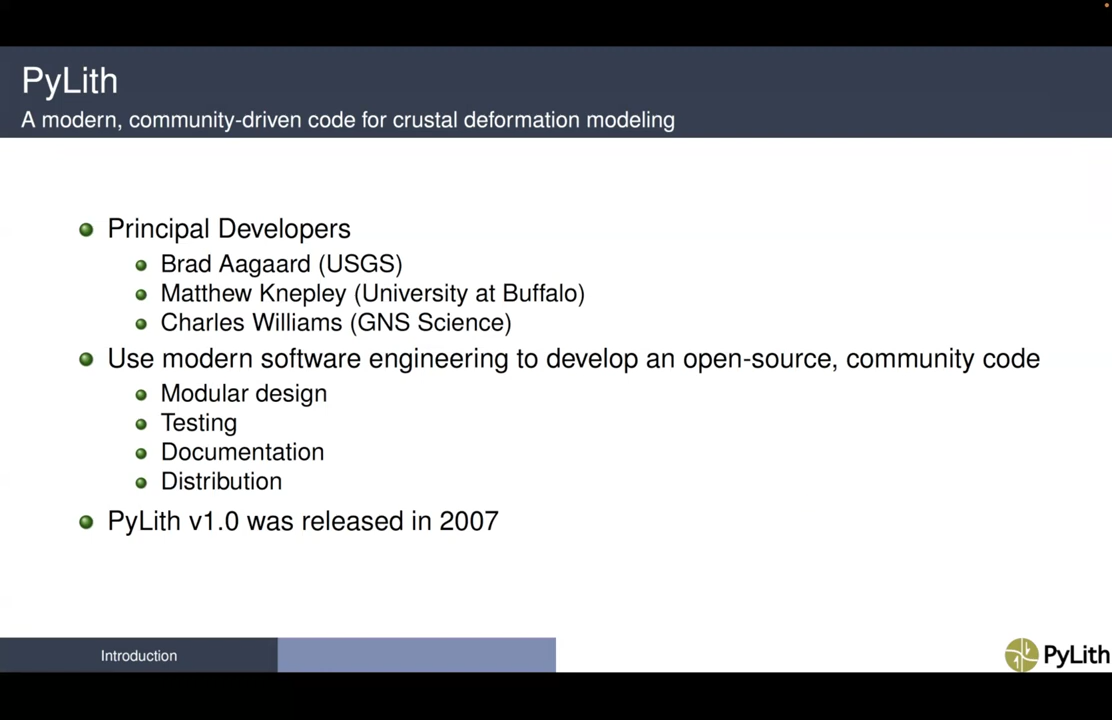 PyLith
A modern, community-driven code for crustal deformation modeling
Principal Developers
Brad Aagaard (USGS)
Matthew Knepley (University at Buffalo)
Charles Williams (GNS Science)
Use modern software engineering to develop an open-source, community code
Modular design
Testing
Documentation
Distribution
PyLith v1.0 was released in 2007
Introduction
PyLith